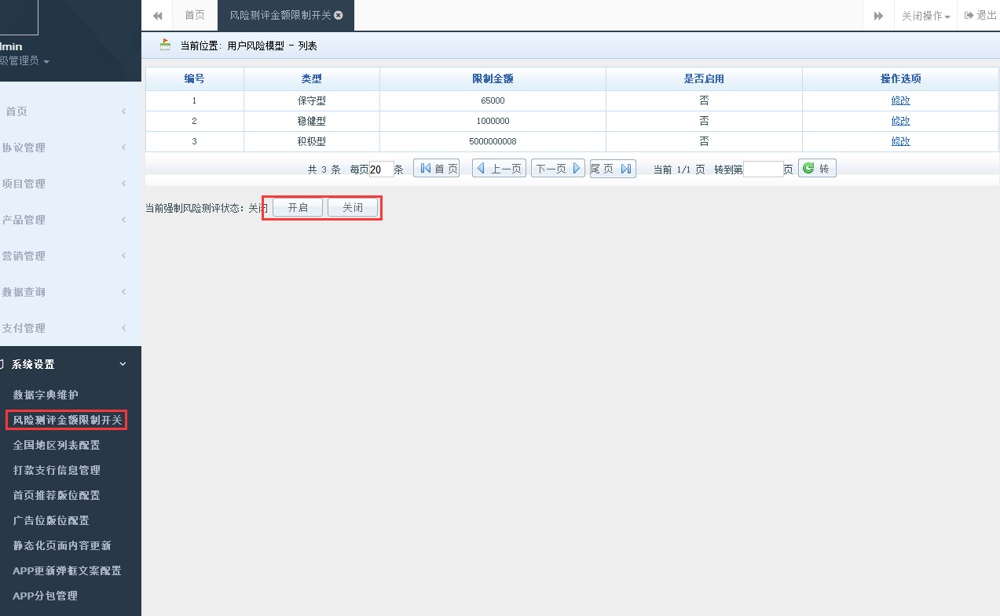 首页
风险测评金额限制开关
关闭操作
退出
dmin
级管理员
当前位置：用户风险模型 - 列表
编号 类型 限制金额 是否启用 操作选项
1 保守型 65000 否 修改
2 稳健型 1000000 否 修改
3 积极型 5000000008 否 修改
共 3 条 每页20 条 首 页 上一页 下一页 尾 页 当前 1/1 页 转到第 页 转
当前强制风险测评状态：关闭 开启 关闭
首页
协议管理
项目管理
产品管理
营销管理
数据查询
支付管理
系统设置
数据字典维护
风险测评金额限制开关
全国地区列表配置
打款支行信息管理
首页推荐版位配置
广告位版位配置
静态化页面内容更新
APP更新弹框文案配置
APP分包管理